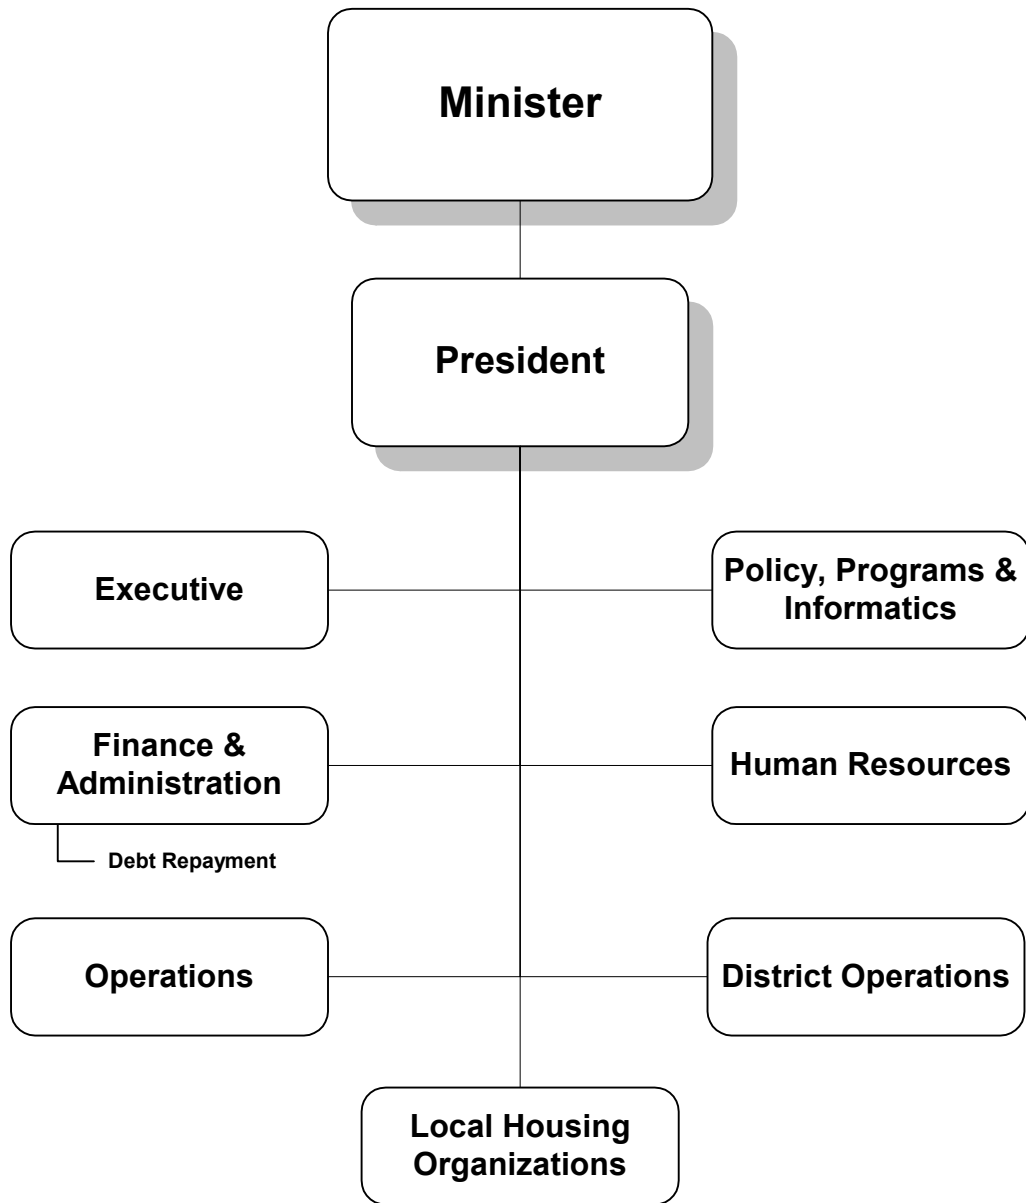 Minister
President
Executive
Policy, Programs &
Informatics
Finance &
Administration
Human Resources
Debt Repayment
Operations
District Operations
Local Housing
Organizations